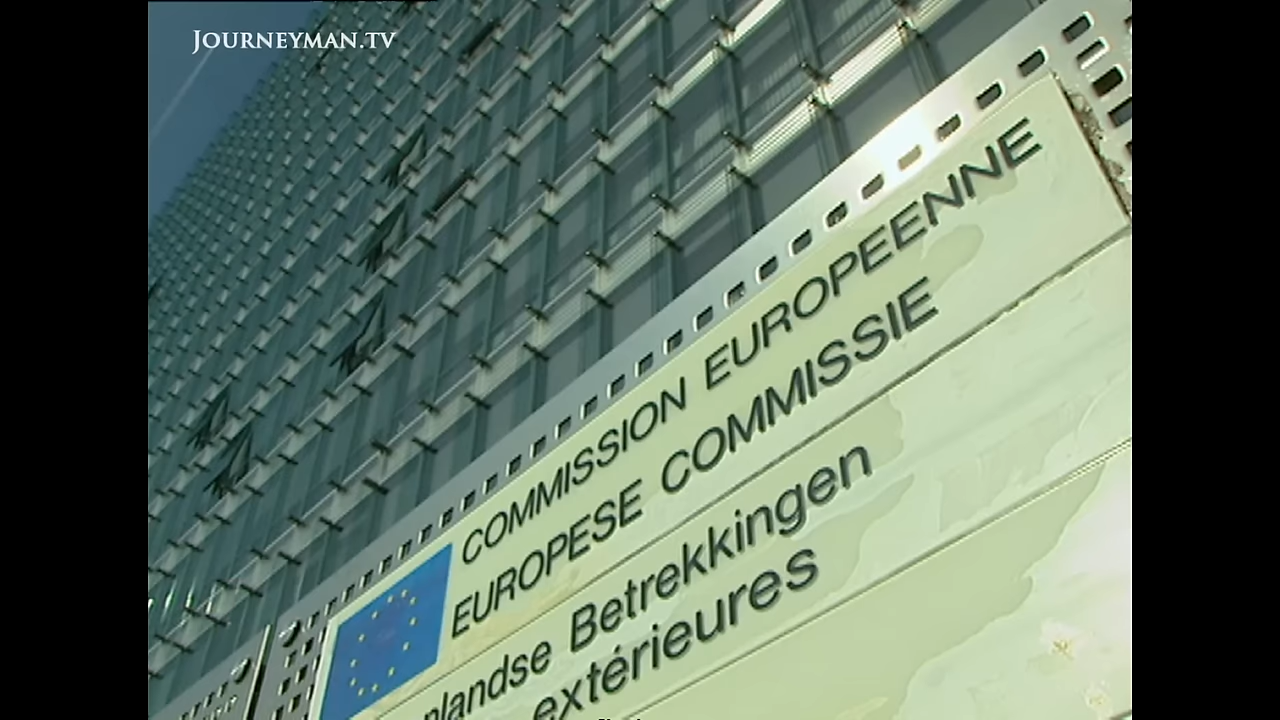 JOURNEYMAN.TV
COMMISSION EUROPEENNE
EUROPESE COMMISSIE
Betrekkingen
extérieures